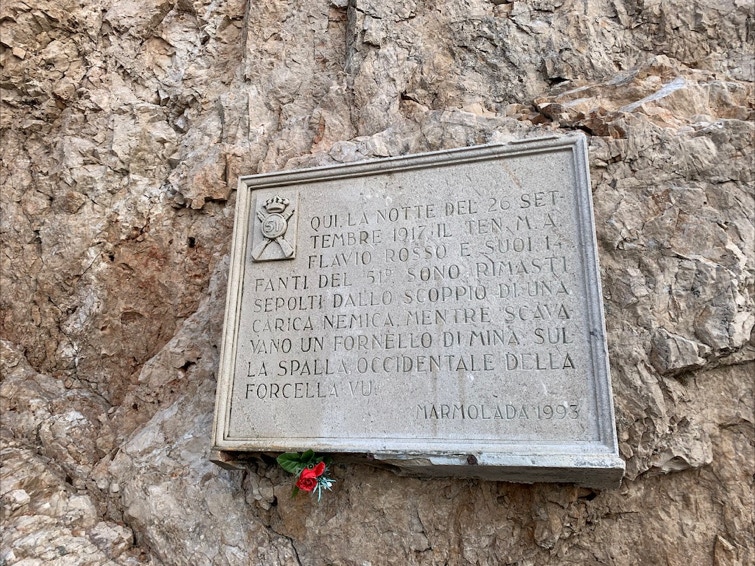 51
QUI, LA NOTTE DEL 26 SET-
TEMBRE 1917, IL TEN. M.A.
FLAVIO ROSSO E SUOI 14
FANTI DEL 51º SONO RIMASTI
SEPOLTI DALLO SCOPPIO DI UNA
CARICA NEMICA, MENTRE SCAVA
VANO UN FORNELLO DI MINA SUL
LA SPALLA OCCIDENTALE DELLA
FORCELLA VU.
MARMOLADA 1993